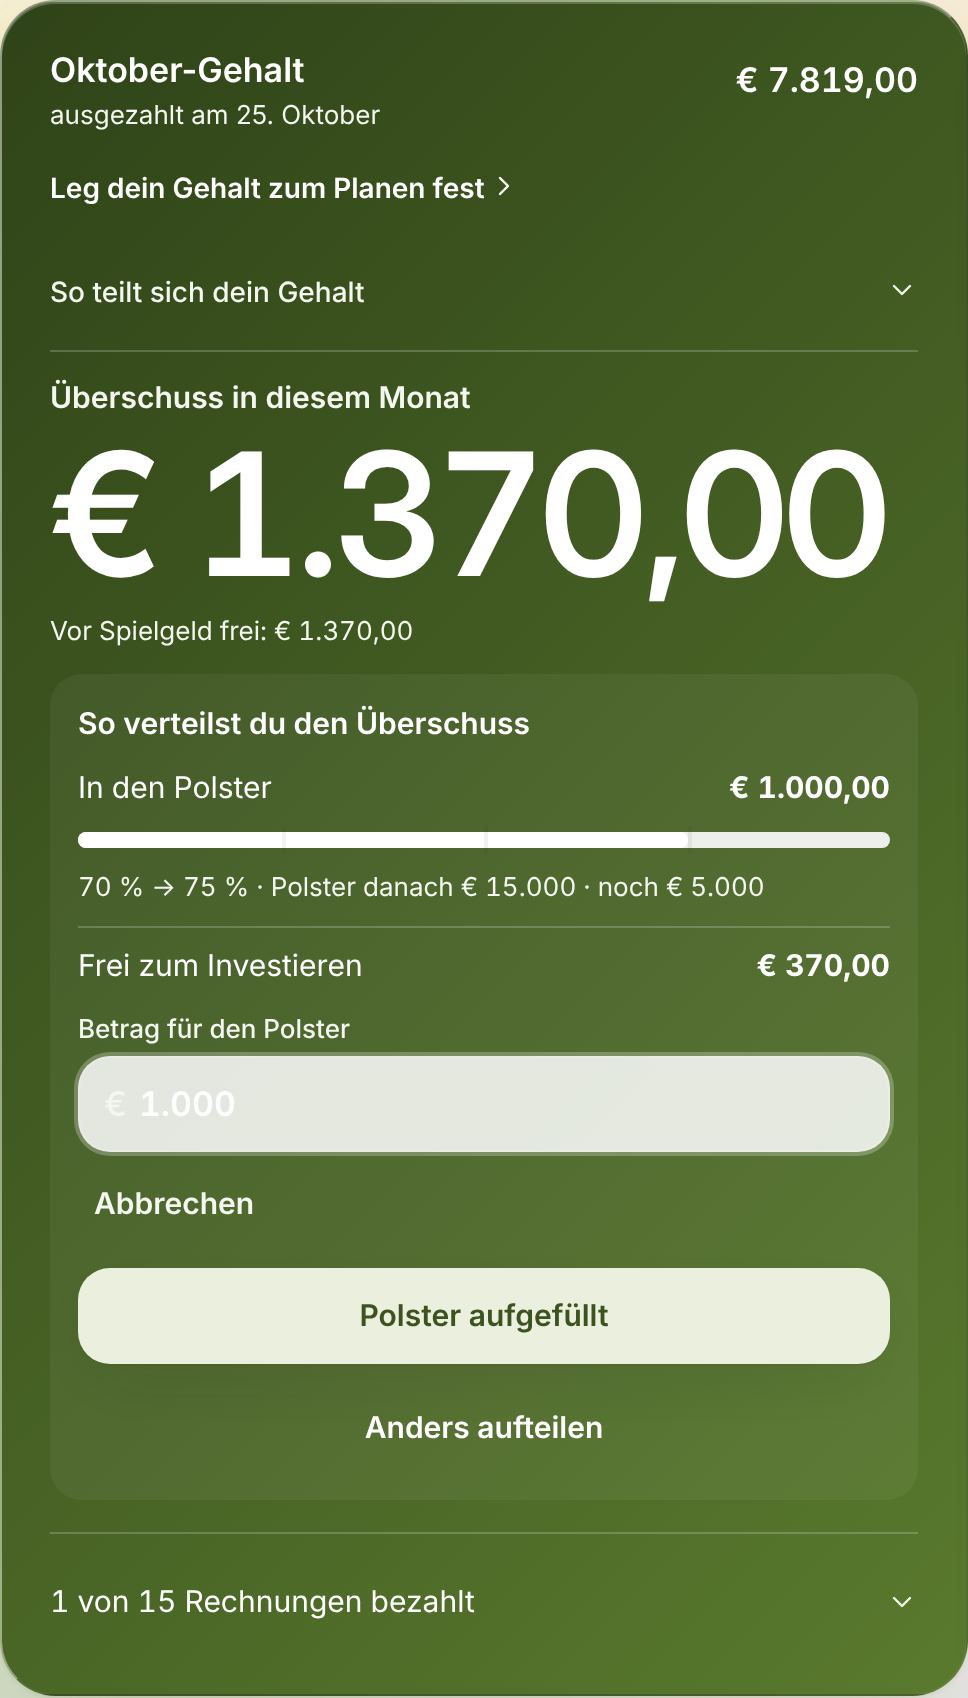 Oktober-Gehalt
€ 7.819,00
ausgezahlt am 25. Oktober
Leg dein Gehalt zum Planen fest >
So teilt sich dein Gehalt
Überschuss in diesem Monat
€ 1.370,00
Vor Spielgeld frei: € 1.370,00
So verteilst du den Überschuss
In den Polster € 1.000,00
70 % → 75 % · Polster danach € 15.000 · noch € 5.000
Frei zum Investieren € 370,00
Betrag für den Polster
€ 1.000
Abbrechen
Polster aufgefüllt
Anders aufteilen
1 von 15 Rechnungen bezahlt